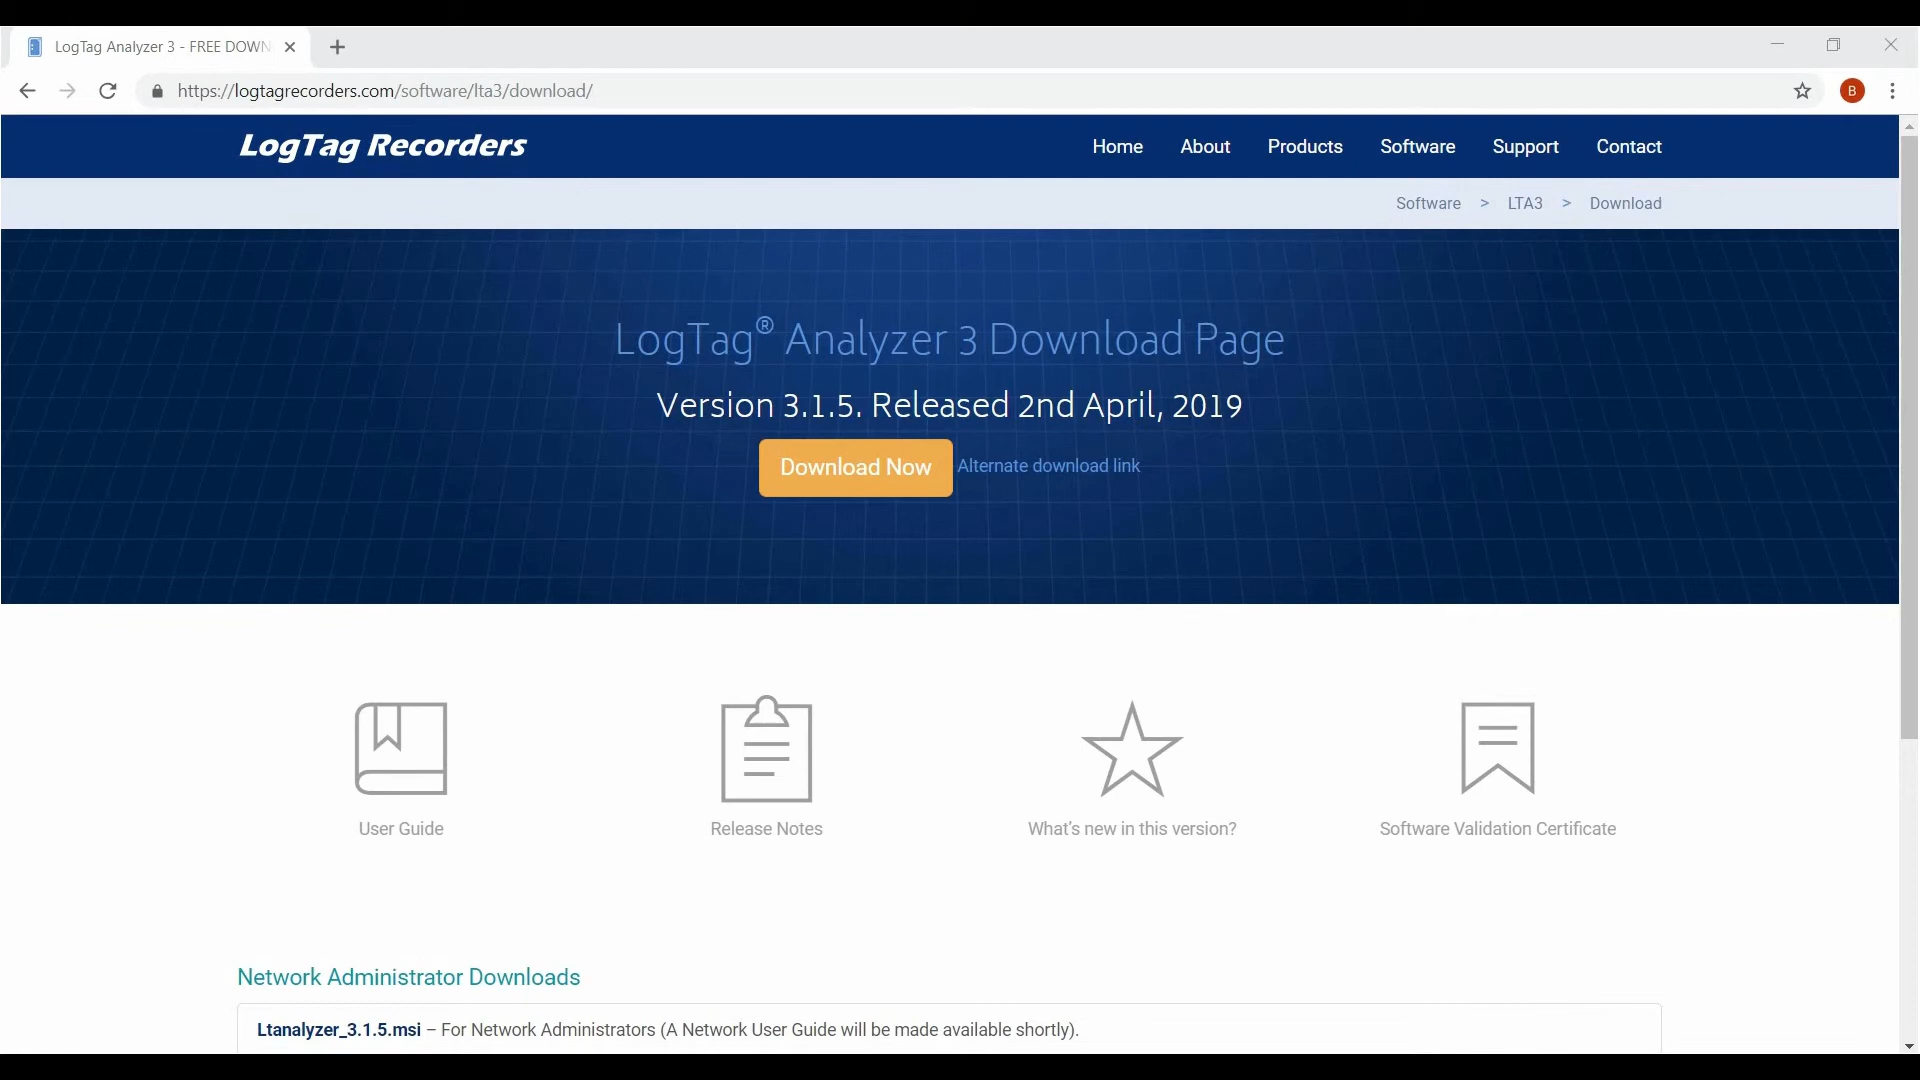 LogTag Analyzer 3 - FREE DOWN
https://logtagrecorders.com/software/lta3/download/
B
LogTag Recorders
Home About Products Software Support Contact
Software > LTA3 > Download
LogTag® Analyzer 3 Download Page
Version 3.1.5. Released 2nd April, 2019
Download Now Alternate download link
User Guide Release Notes What's new in this version? Software Validation Certificate
Network Administrator Downloads
Ltanalyzer_3.1.5.msi – For Network Administrators (A Network User Guide will be made available shortly).